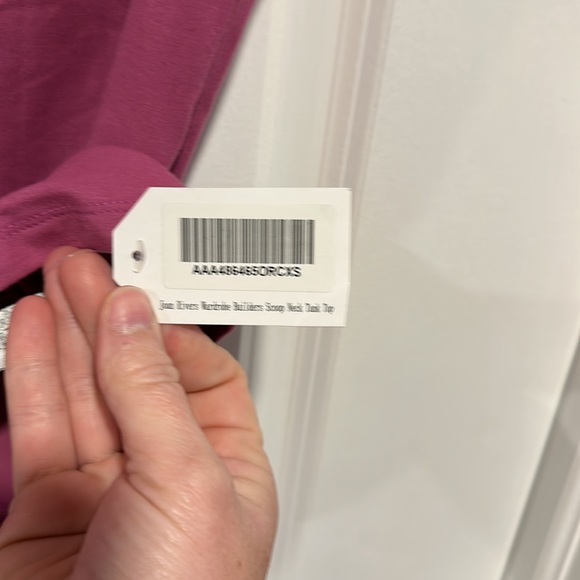 AAA486465ORCXS
Joan Rivers Wardrobe Builders Scoop Neck Tank Top